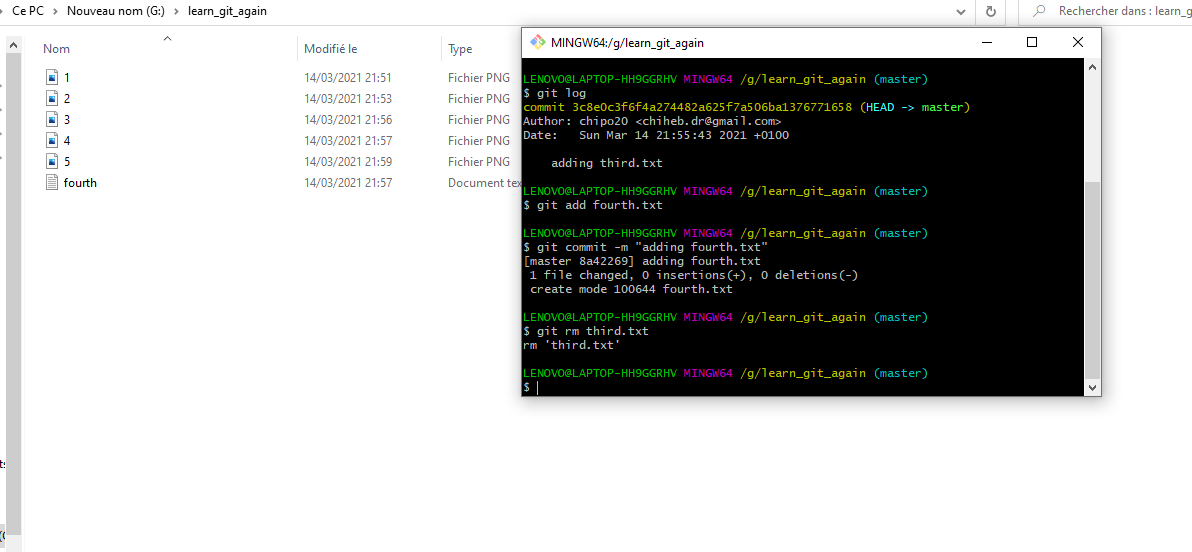 Ce PC > Nouveau nom (G:) > learn_git_again
Rechercher dans : learn_g
Nom
Modifié le
Type
1 14/03/2021 21:51 Fichier PNG
2 14/03/2021 21:53 Fichier PNG
3 14/03/2021 21:56 Fichier PNG
4 14/03/2021 21:57 Fichier PNG
5 14/03/2021 21:59 Fichier PNG
fourth 14/03/2021 21:57 Document tex
MINGW64:/g/learn_git_again
LENOVO@LAPTOP-HH9GGRHV MINGW64 /g/learn_git_again (master)
$ git log
commit 3c8e0c3f6f4a274482a625f7a506ba1376771658 (HEAD -> master)
Author: chipo20 <chiheb.dr@gmail.com>
Date:   Sun Mar 14 21:55:43 2021 +0100
    adding third.txt
LENOVO@LAPTOP-HH9GGRHV MINGW64 /g/learn_git_again (master)
$ git add fourth.txt
LENOVO@LAPTOP-HH9GGRHV MINGW64 /g/learn_git_again (master)
$ git commit -m "adding fourth.txt"
[master 8a42269] adding fourth.txt
 1 file changed, 0 insertions(+), 0 deletions(-)
 create mode 100644 fourth.txt
LENOVO@LAPTOP-HH9GGRHV MINGW64 /g/learn_git_again (master)
$ git rm third.txt
rm 'third.txt'
LENOVO@LAPTOP-HH9GGRHV MINGW64 /g/learn_git_again (master)
$